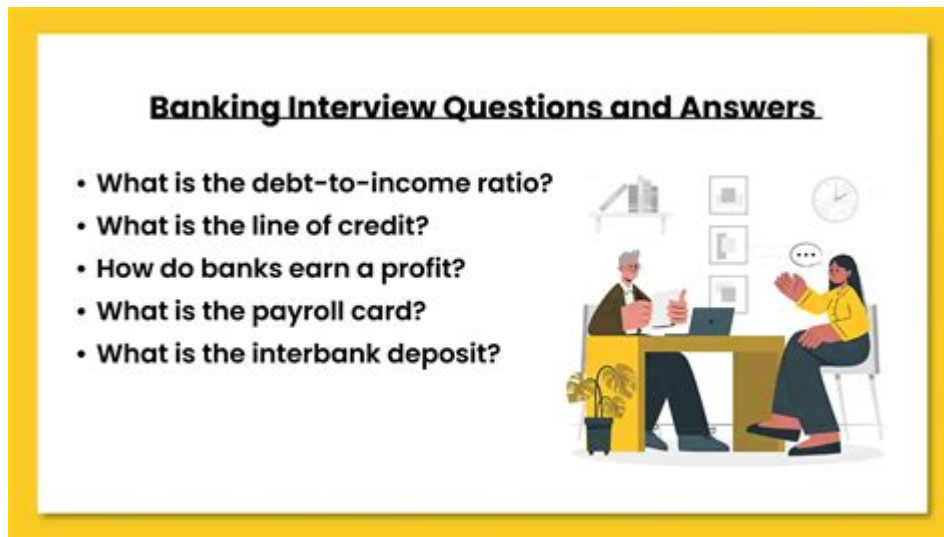 Banking Interview Questions and Answers
• What is the debt-to-income ratio?
• What is the line of credit?
• How do banks earn a profit?
• What is the payroll card?
• What is the interbank deposit?